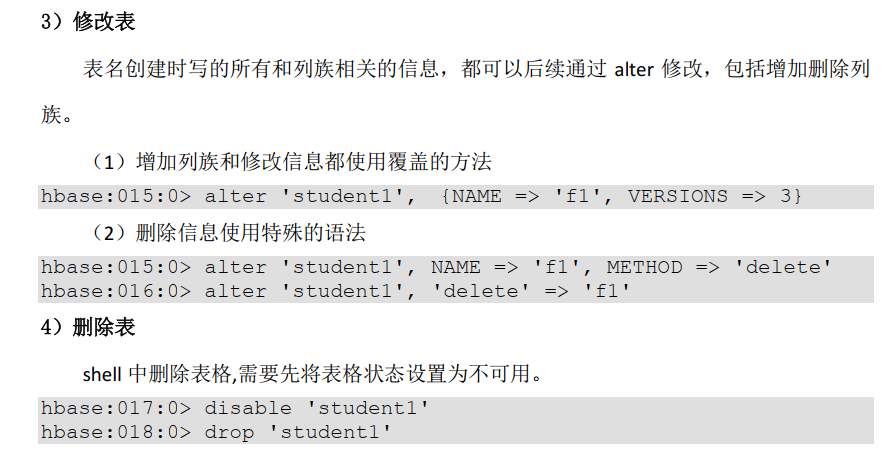 3）修改表
表名创建时写的所有和列族相关的信息，都可以后续通过 alter 修改，包括增加删除列
族。
（1）增加列族和修改信息都使用覆盖的方法
hbase:015:0> alter 'student1', {NAME => 'f1', VERSIONS => 3}
（2）删除信息使用特殊的语法
hbase:015:0> alter 'student1', NAME => 'f1', METHOD => 'delete'
hbase:016:0> alter 'student1', 'delete' => 'f1'
4）删除表
shell 中删除表格,需要先将表格状态设置为不可用。
hbase:017:0> disable 'student1'
hbase:018:0> drop 'student1'